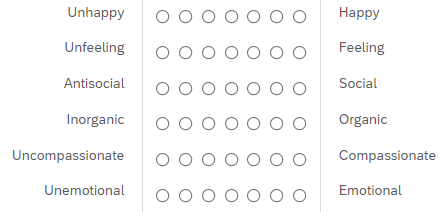 Unhappy Happy
Unfeeling Feeling
Antisocial Social
Inorganic Organic
Uncompassionate Compassionate
Unemotional Emotional